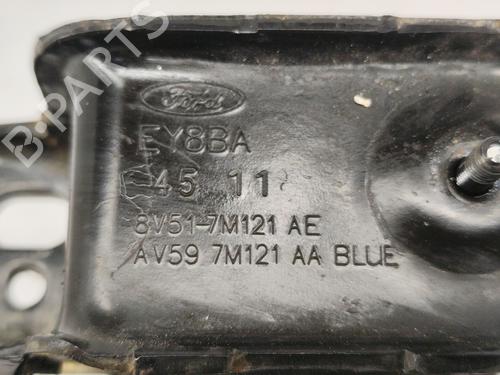 B-PARTS
Ford
EY8BA
45 11
8V51-7M121 AE
AV59 7M121 AA BLUE